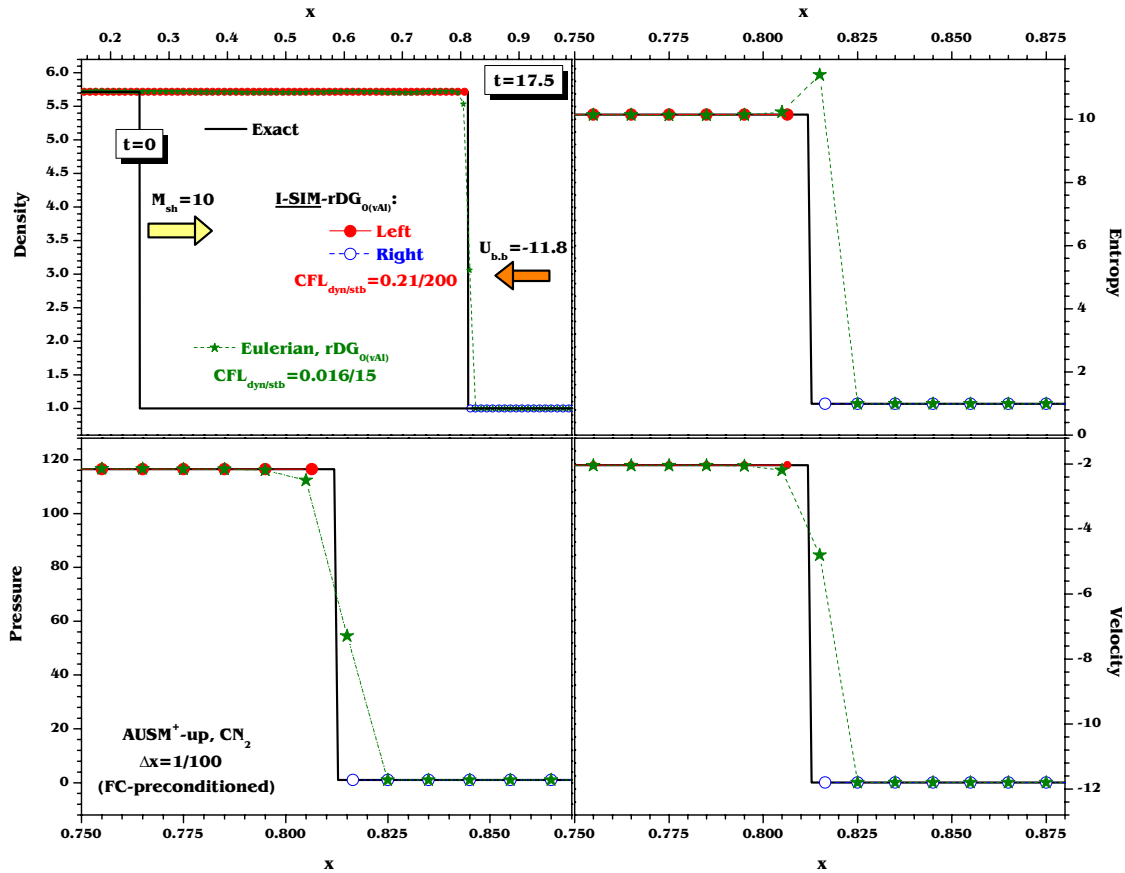 x
x
0.2 0.3 0.4 0.5 0.6 0.7 0.8 0.9 0.750 0.775 0.800 0.825 0.850 0.875
6.0
5.5
5.0
4.5
4.0
3.5
3.0
2.5
2.0
1.5
1.0
Density
t=17.5
t=0
Exact
M_sh=10
I-SIM-rDG_0(vAl):
Left
Right
CFL_dyn/stb=0.21/200
U_b.b=-11.8
Eulerian, rDG_0(vAl)
CFL_dyn/stb=0.016/15
10
8
6
4
2
0
Entropy
120
100
80
60
40
20
0
Pressure
AUSM⁺-up, CN₂
Δx=1/100
(FC-preconditioned)
-2
-4
-6
-8
-10
-12
Velocity
0.750 0.775 0.800 0.825 0.850 0.750 0.775 0.800 0.825 0.850 0.875
x
x